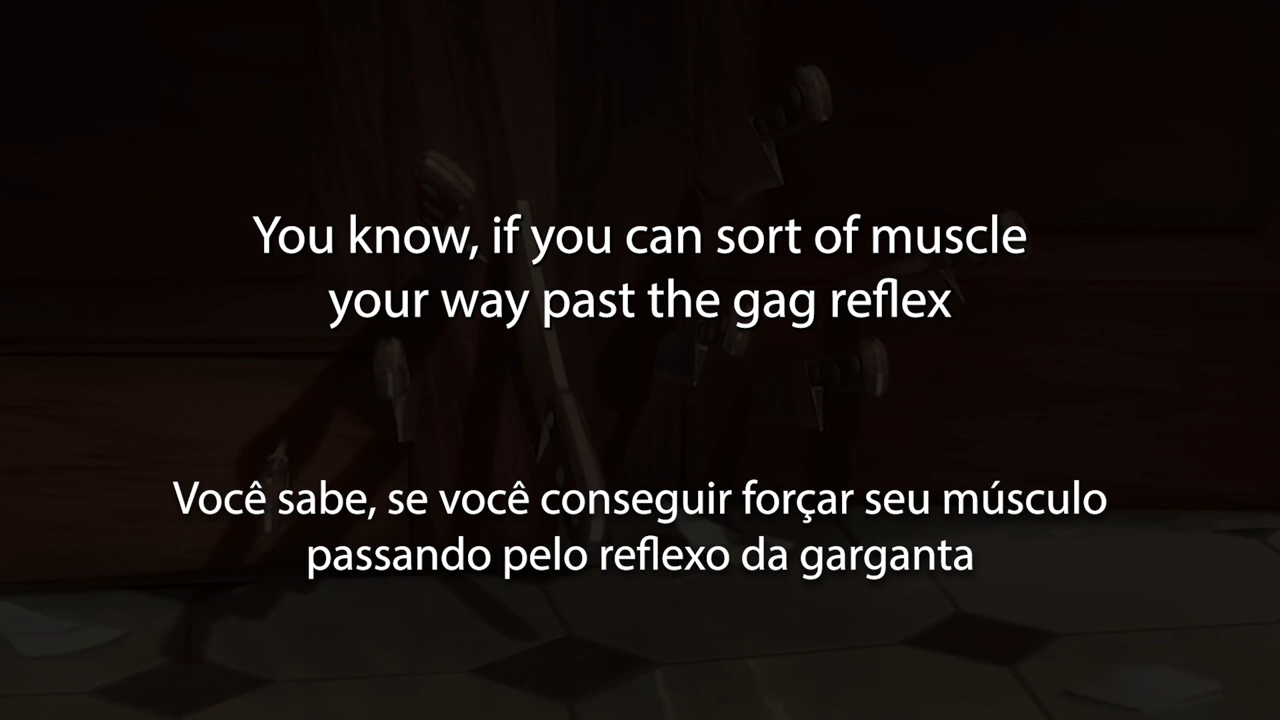 You know, if you can sort of muscle
your way past the gag reflex
Você sabe, se você conseguir forçar seu músculo
passando pelo reflexo da garganta